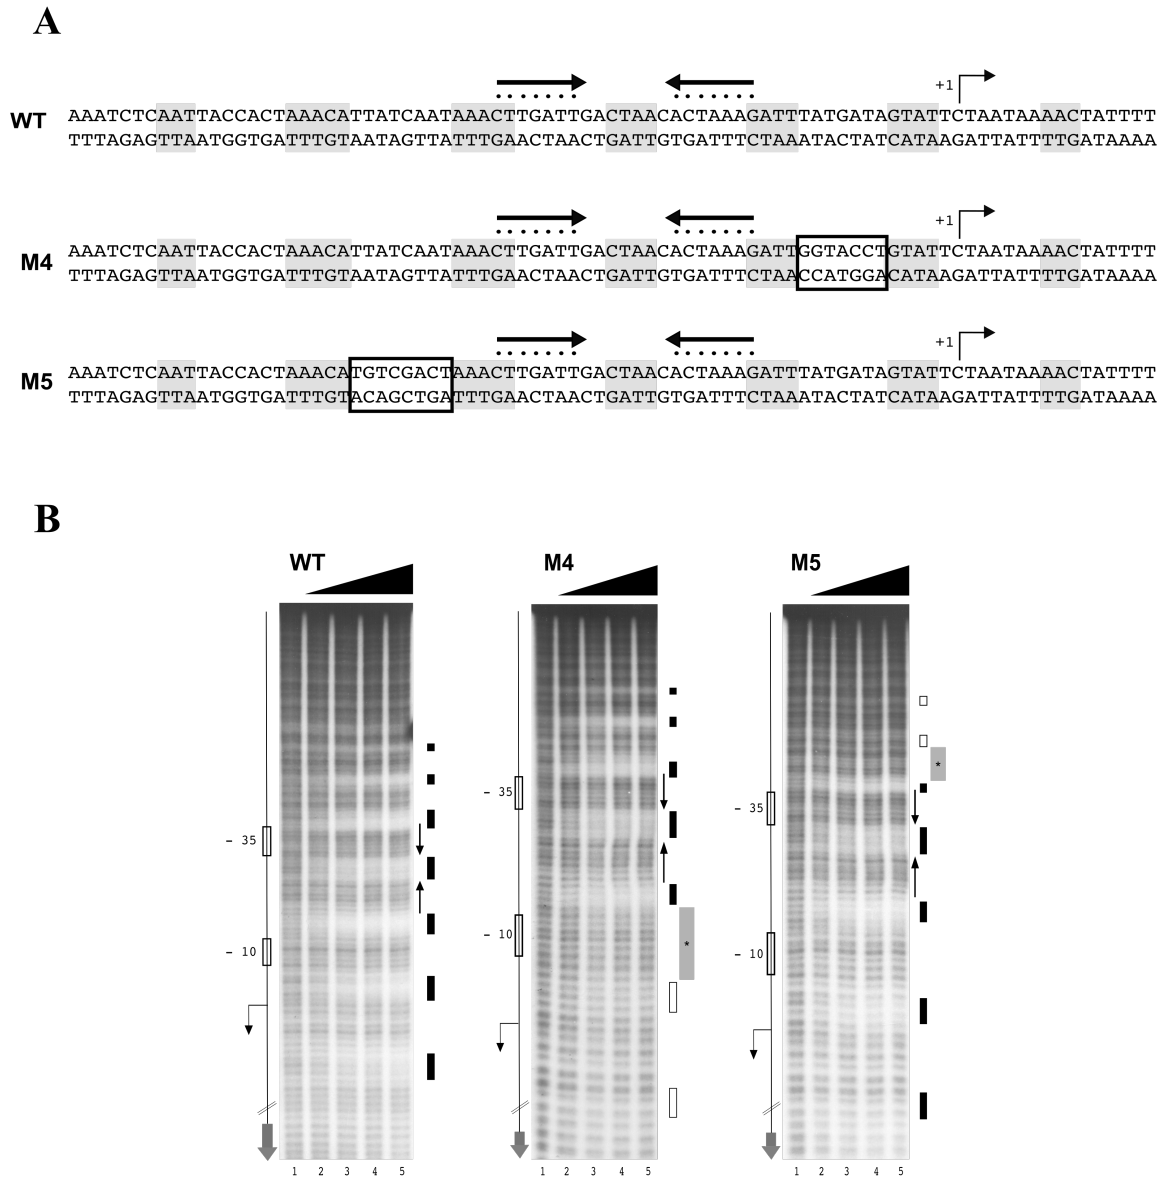 A
+1
WT
AAATCTCAATTACCACTAAACATTATCAATAAACTTGATTGACTAACACTAAAGATTTATGATAGTATTCTAATAAAACTATTTT
TTTAGAGTTAATGGTGATTTGTAATAGTTATTTGAACTAACTGATTGTGATTTCTAAATACTATCATAAGATTATTTTGATAAAA
+1
M4
AAATCTCAATTACCACTAAACATTATCAATAAACTTGATTGACTAACACTAAAGATTGGTACCTGTATTCTAATAAAACTATTTT
TTTAGAGTTAATGGTGATTTGTAATAGTTATTTGAACTAACTGATTGTGATTTCTAACCATGGACATAAGATTATTTTGATAAAA
+1
M5
AAATCTCAATTACCACTAAACATGTCGACTAAACTTGATTGACTAACACTAAAGATTTATGATAGTATTCTAATAAAACTATTTT
TTTAGAGTTAATGGTGATTTGTACAGCTGATTTGAACTAACTGATTGTGATTTCTAAATACTATCATAAGATTATTTTGATAAAA
B
WT M4 M5
- 35
- 35
- 35
- 10
- 10
- 10
*
*
1 2 3 4 5 1 2 3 4 5 1 2 3 4 5